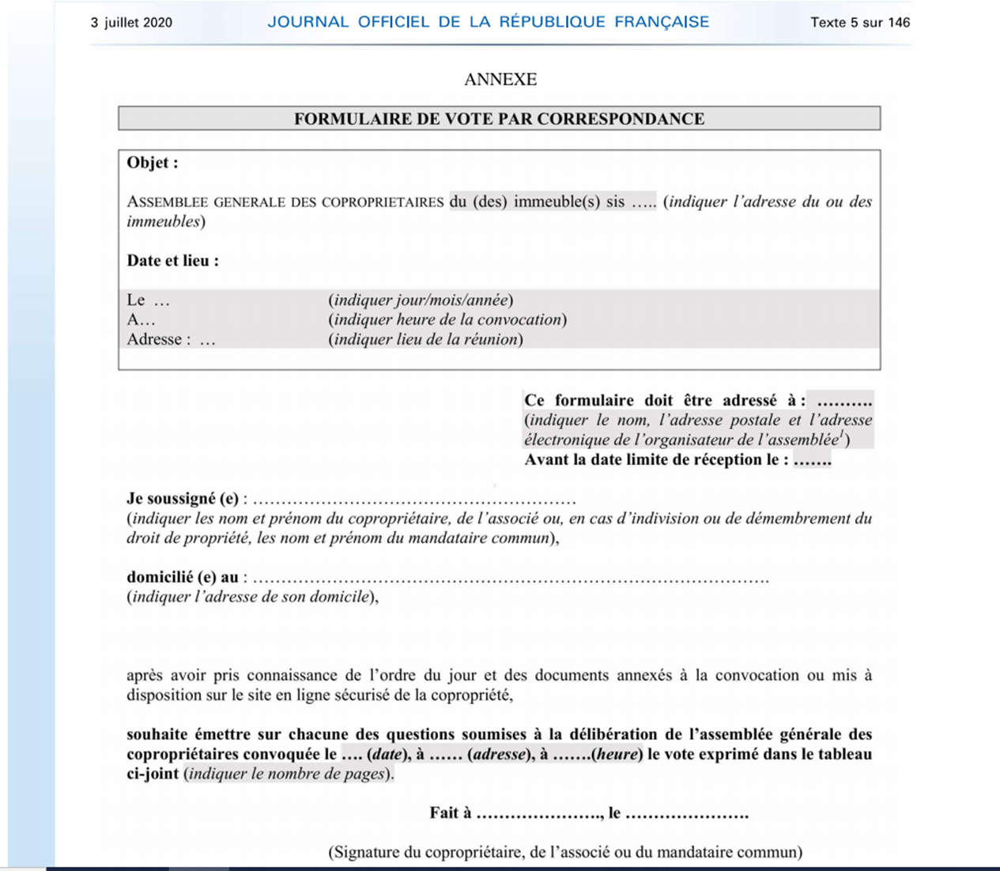 3 juillet 2020 JOURNAL OFFICIEL DE LA RÉPUBLIQUE FRANÇAISE Texte 5 sur 146
ANNEXE
FORMULAIRE DE VOTE PAR CORRESPONDANCE
Objet :
ASSEMBLEE GENERALE DES COPROPRIETAIRES du (des) immeuble(s) sis ..... (indiquer l'adresse du ou des
immeubles)
Date et lieu :
Le … (indiquer jour/mois/année)
A… (indiquer heure de la convocation)
Adresse : … (indiquer lieu de la réunion)
Ce formulaire doit être adressé à : ……….
(indiquer le nom, l'adresse postale et l'adresse
électronique de l'organisateur de l'assemblée¹)
Avant la date limite de réception le : …….
Je soussigné (e) : …………………………………………………
(indiquer les nom et prénom du copropriétaire, de l'associé ou, en cas d'indivision ou de démembrement du
droit de propriété, les nom et prénom du mandataire commun),
domicilié (e) au : ……………………………………………………………………………….
(indiquer l'adresse de son domicile),
après avoir pris connaissance de l'ordre du jour et des documents annexés à la convocation ou mis à
disposition sur le site en ligne sécurisé de la copropriété,
souhaite émettre sur chacune des questions soumises à la délibération de l'assemblée générale des
copropriétaires convoquée le …. (date), à …… (adresse), à …….(heure) le vote exprimé dans le tableau
ci-joint (indiquer le nombre de pages).
Fait à …………………., le ………………….
(Signature du copropriétaire, de l'associé ou du mandataire commun)